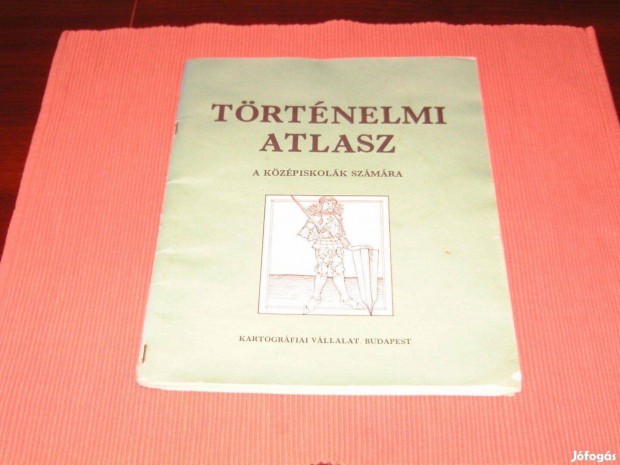 TÖRTÉNELMI
ATLASZ
A KÖZÉPISKOLÁK SZÁMÁRA
KARTOGRÁFIAI VÁLLALAT BUDAPEST
Jófogás